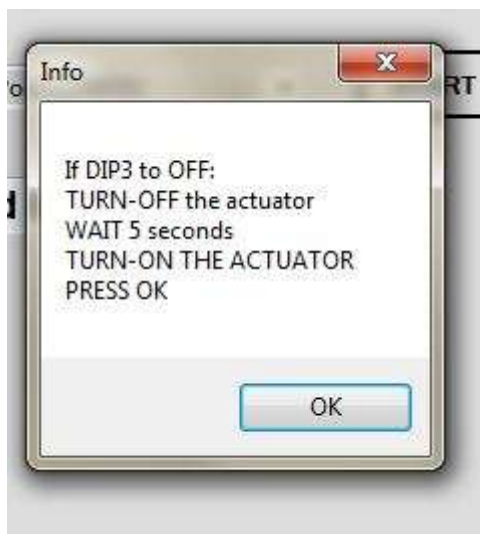 Info
RT
If DIP3 to OFF:
TURN-OFF the actuator
WAIT 5 seconds
TURN-ON THE ACTUATOR
PRESS OK
OK